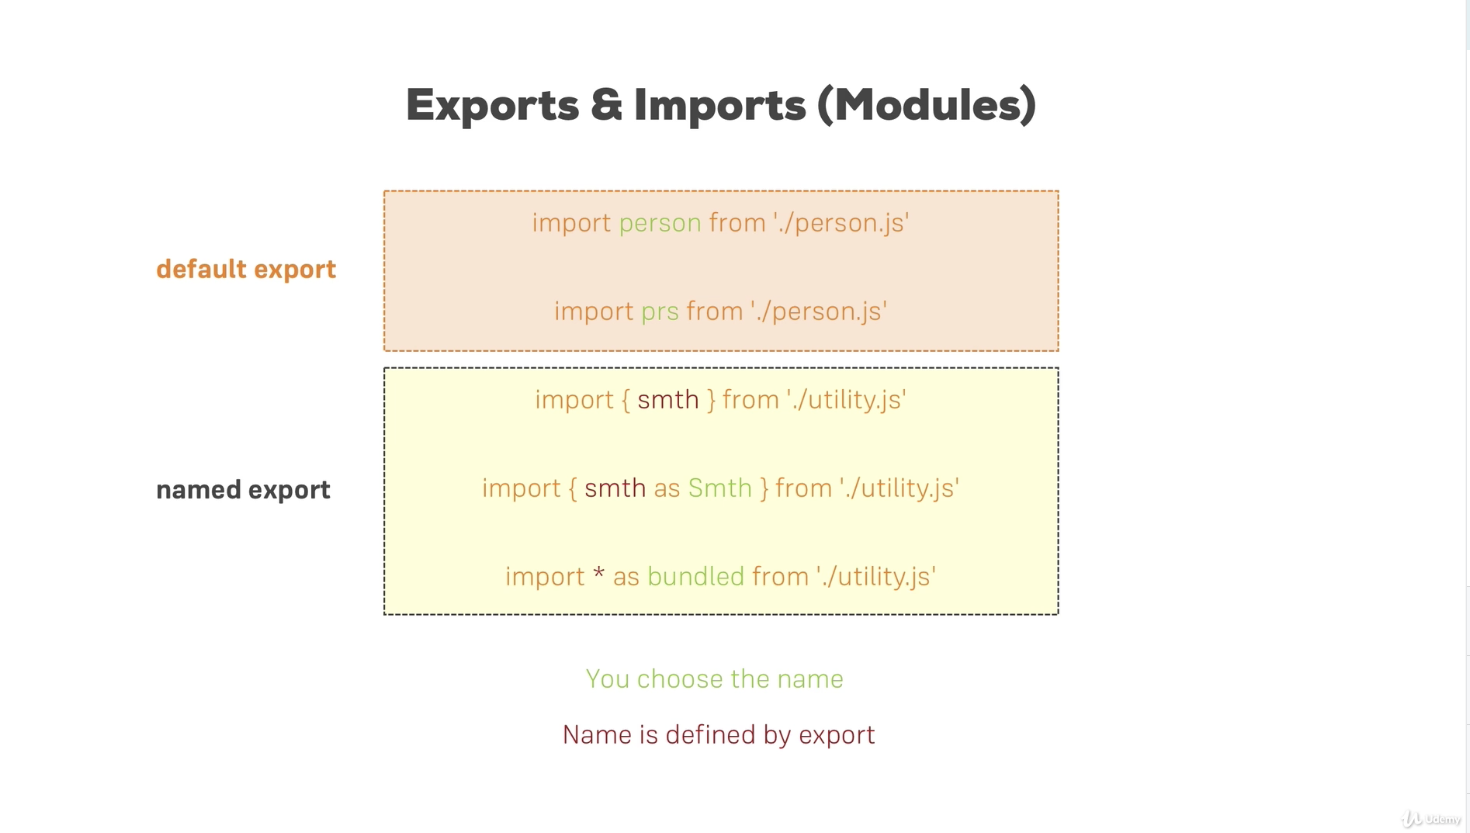 Exports & Imports (Modules)
default export
import person from './person.js'
import prs from './person.js'
named export
import { smth } from './utility.js'
import { smth as Smth } from './utility.js'
import * as bundled from './utility.js'
You choose the name
Name is defined by export
Udemy